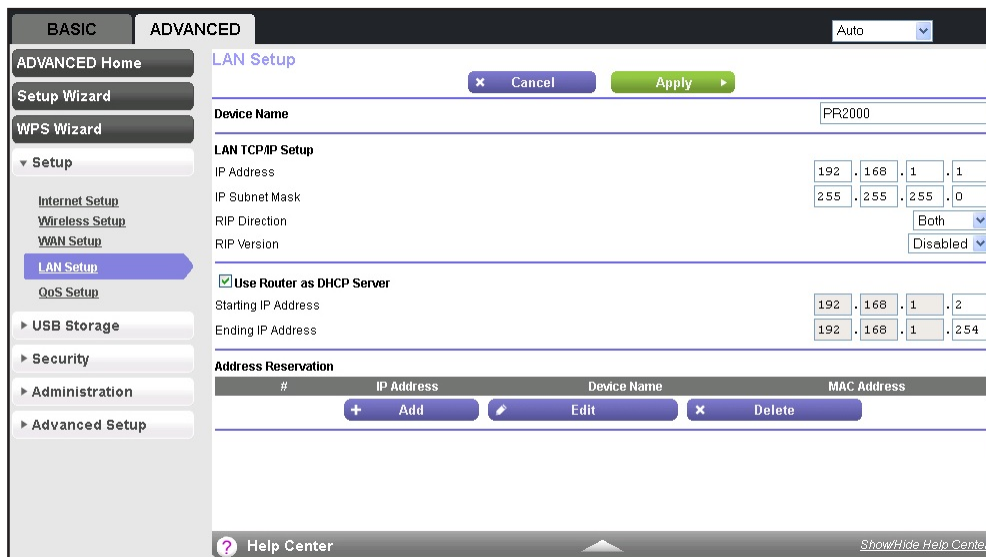 BASIC ADVANCED Auto
ADVANCED Home
Setup Wizard
WPS Wizard
Setup
Internet Setup
Wireless Setup
WAN Setup
LAN Setup
QoS Setup
USB Storage
Security
Administration
Advanced Setup
LAN Setup
Cancel Apply
Device Name PR2000
LAN TCP/IP Setup
IP Address 192 . 168 . 1 . 1
IP Subnet Mask 255 . 255 . 255 . 0
RIP Direction Both
RIP Version Disabled
Use Router as DHCP Server
Starting IP Address 192 . 168 . 1 . 2
Ending IP Address 192 . 168 . 1 . 254
Address Reservation
# IP Address Device Name MAC Address
Add Edit Delete
? Help Center Show/Hide Help Cente